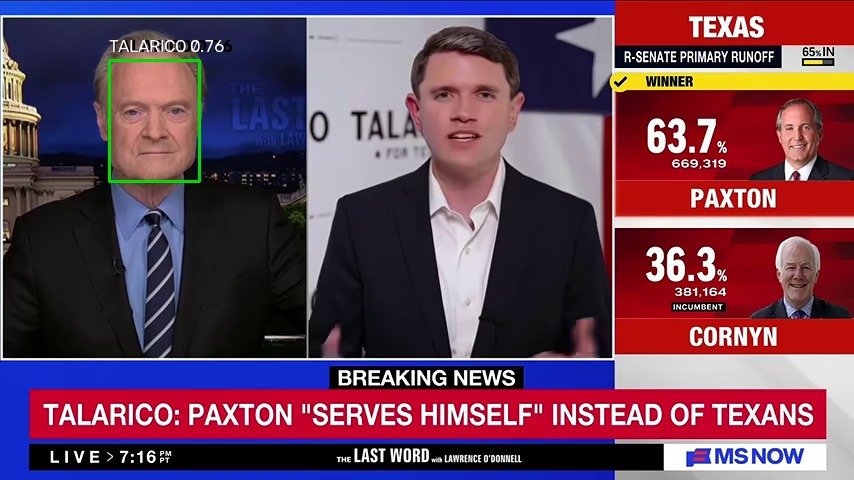 TALARICO 0.76
THE
LAST
with LAW
O TALAR
FOR TE
TEXAS
R-SENATE PRIMARY RUNOFF
65% IN
WINNER
63.7%
669,319
PAXTON
36.3%
381,164
INCUMBENT
CORNYN
BREAKING NEWS
TALARICO: PAXTON "SERVES HIMSELF" INSTEAD OF TEXANS
LIVE > 7:16 PM PT
THE LAST WORD with LAWRENCE O'DONNELL
MS NOW